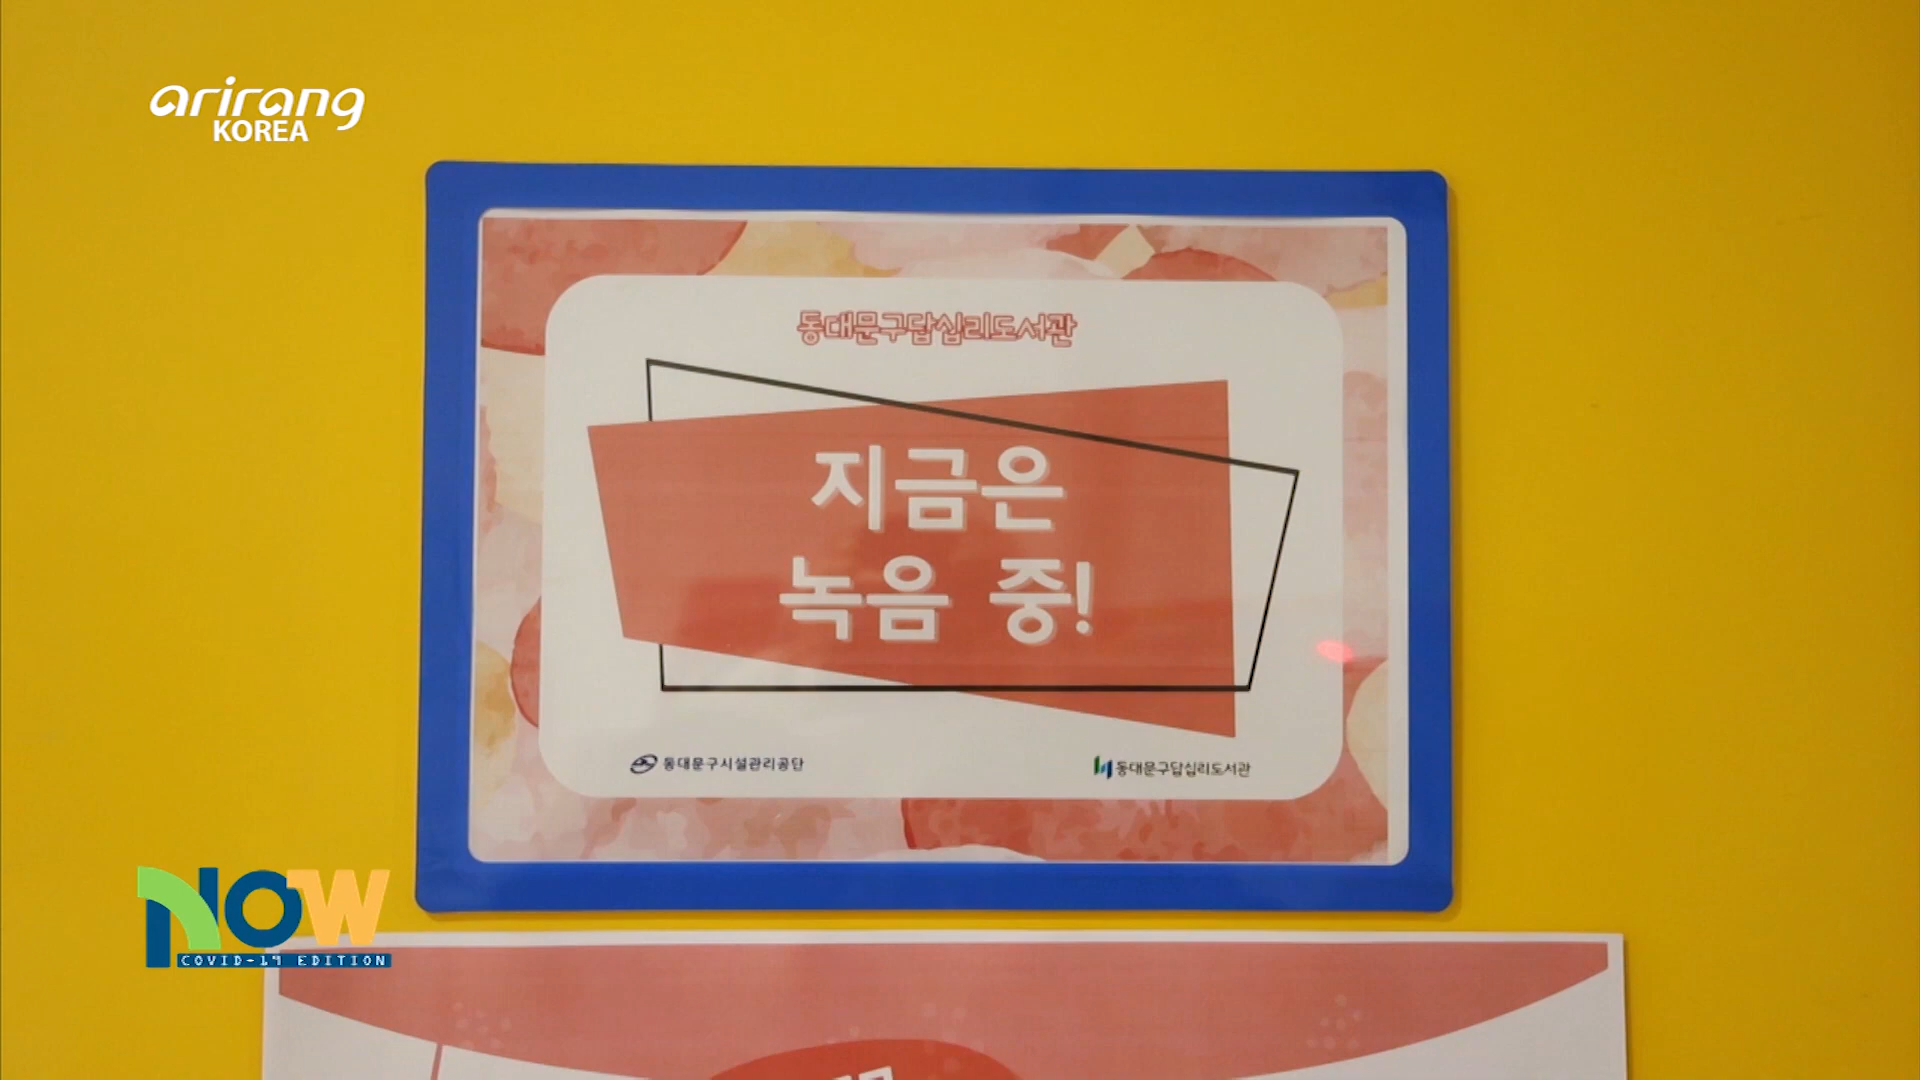 arirang
KOREA
동대문구답십리도서관
지금은
녹음 중!
동대문구시설관리공단
동대문구답십리도서관
NOW
COVID-19 EDITION